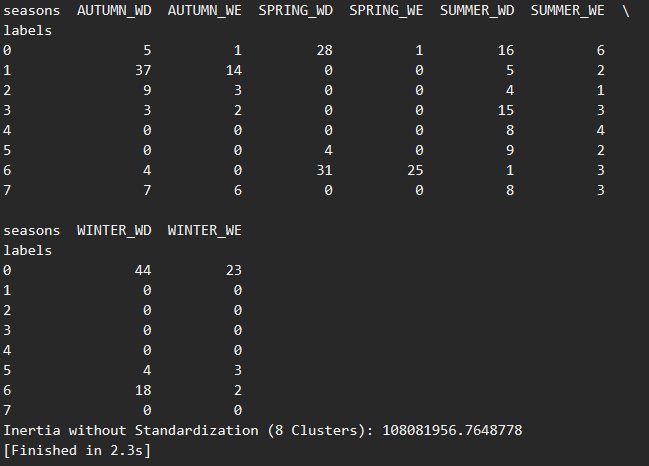 seasons  AUTUMN_WD  AUTUMN_WE  SPRING_WD  SPRING_WE  SUMMER_WD  SUMMER_WE  \
labels
0                5          1         28          1         16          6
1               37         14          0          0          5          2
2                9          3          0          0          4          1
3                3          2          0          0         15          3
4                0          0          0          0          8          4
5                0          0          4          0          9          2
6                4          0         31         25          1          3
7                7          6          0          0          8          3

seasons  WINTER_WD  WINTER_WE
labels
0               44         23
1                0          0
2                0          0
3                0          0
4                0          0
5                4          3
6               18          2
7                0          0
Inertia without Standardization (8 Clusters): 108081956.7648778
[Finished in 2.3s]